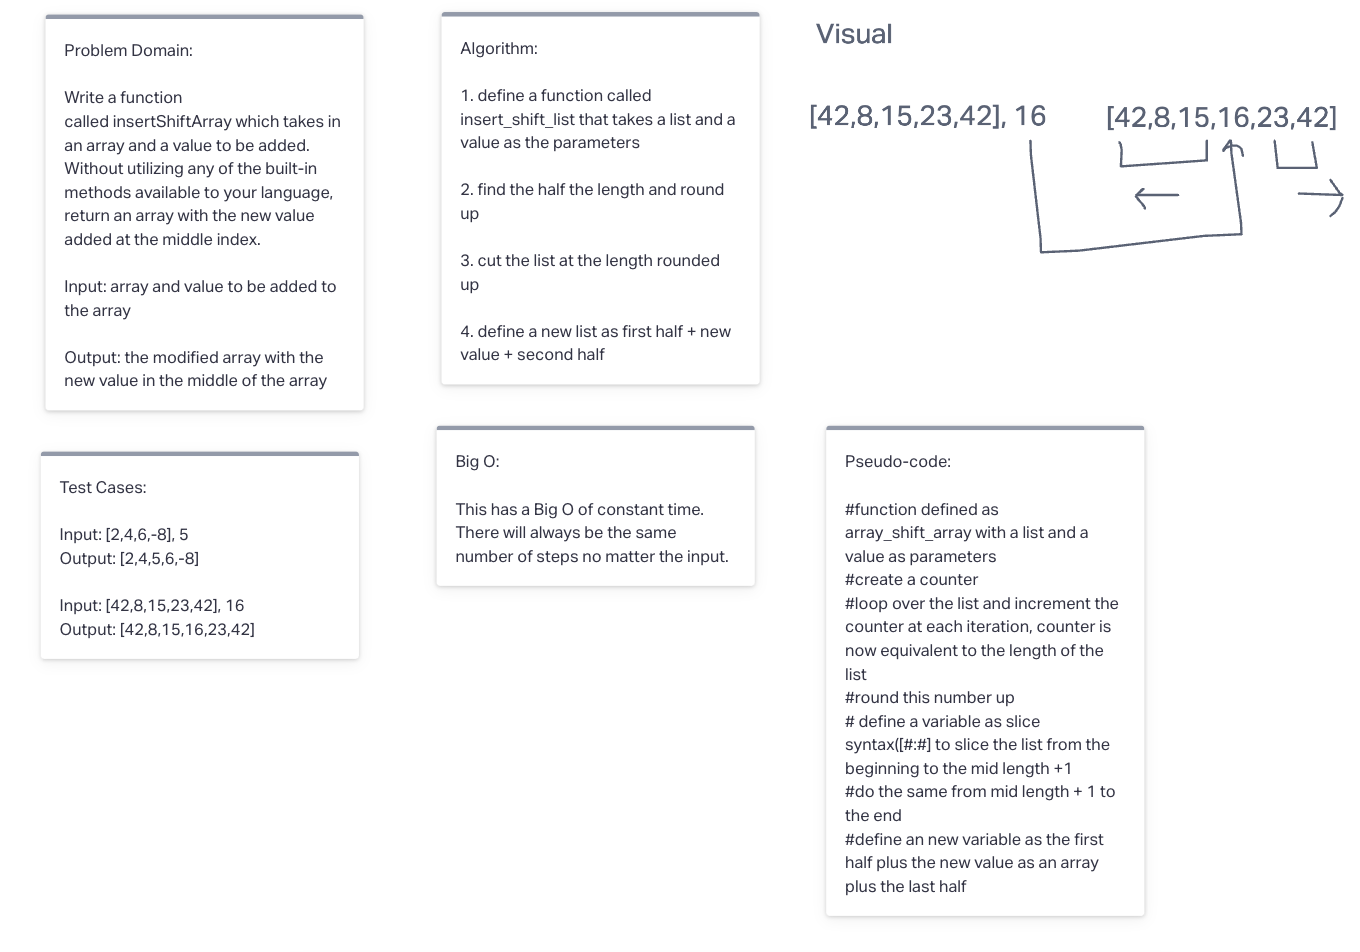 Problem Domain:
Write a function
called insertShiftArray which takes in
an array and a value to be added.
Without utilizing any of the built-in
methods available to your language,
return an array with the new value
added at the middle index.
Input: array and value to be added to
the array
Output: the modified array with the
new value in the middle of the array
Test Cases:
Input: [2,4,6,-8], 5
Output: [2,4,5,6,-8]
Input: [42,8,15,23,42], 16
Output: [42,8,15,16,23,42]
Algorithm:
1. define a function called
insert_shift_list that takes a list and a
value as the parameters
2. find the half the length and round
up
3. cut the list at the length rounded
up
4. define a new list as first half + new
value + second half
Big O:
This has a Big O of constant time.
There will always be the same
number of steps no matter the input.
Visual
[42,8,15,23,42], 16
[42,8,15,16,23,42]
Pseudo-code:
#function defined as
array_shift_array with a list and a
value as parameters
#create a counter
#loop over the list and increment the
counter at each iteration, counter is
now equivalent to the length of the
list
#round this number up
# define a variable as slice
syntax([#:#] to slice the list from the
beginning to the mid length +1
#do the same from mid length + 1 to
the end
#define an new variable as the first
half plus the new value as an array
plus the last half